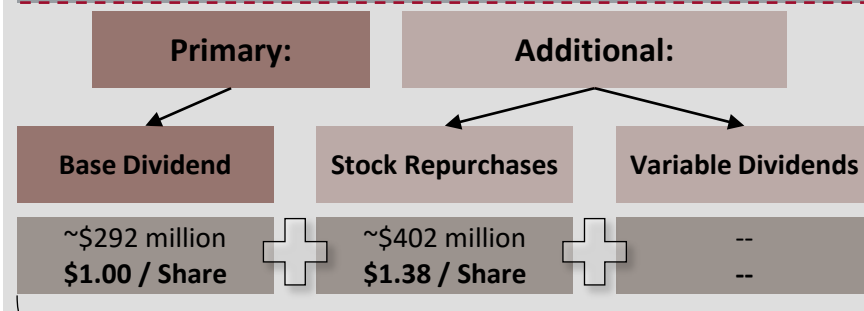 Primary:
Additional:
Base Dividend
Stock Repurchases
Variable Dividends
~$292 million
$1.00 / Share
~$402 million
$1.38 / Share
--
--